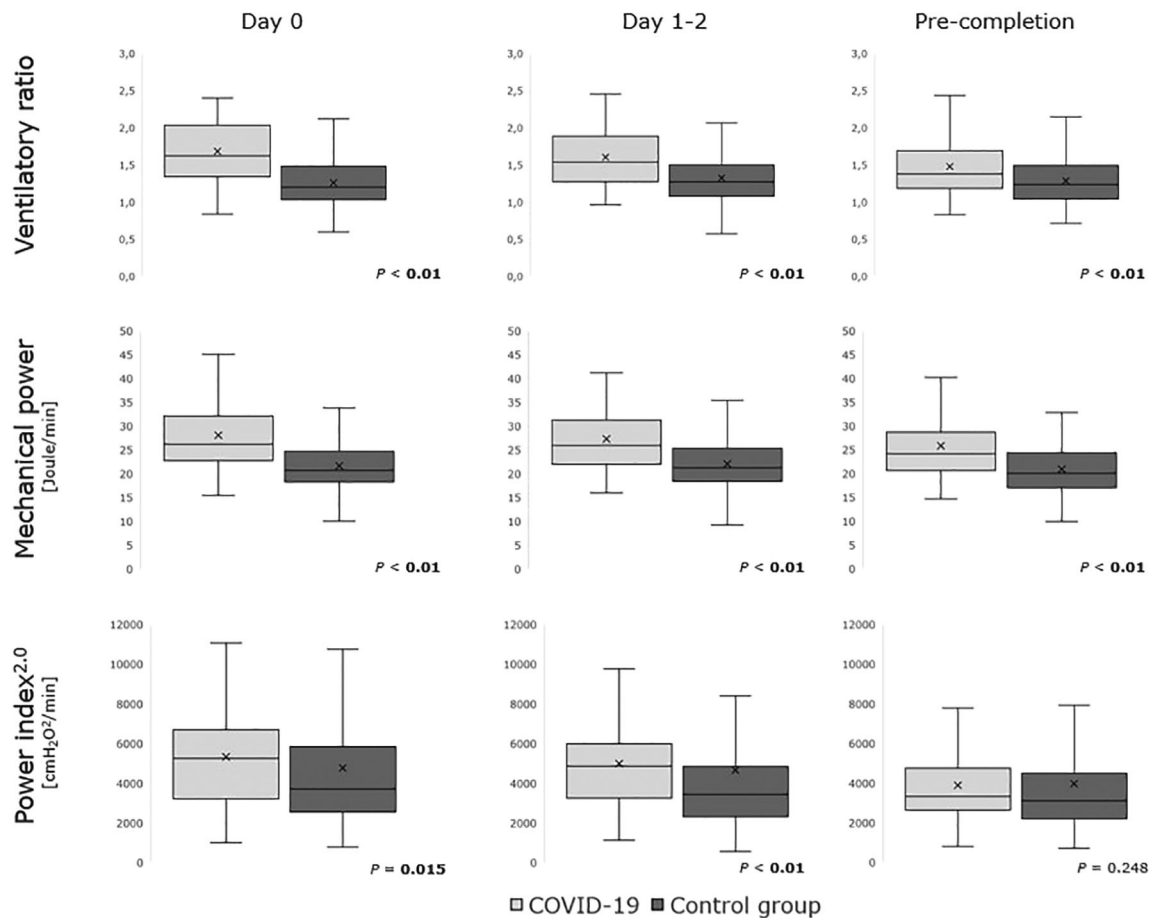 Day 0 Day 1-2 Pre-completion
Ventilatory ratio
3,0 3,0 3,0
2,5 2,5 2,5
2,0 2,0 2,0
1,5 1,5 1,5
1,0 1,0 1,0
0,5 0,5 0,5
0,0 0,0 0,0
P < 0.01 P < 0.01 P < 0.01
Mechanical power
[Joule/min]
50 50 50
45 45 45
40 40 40
35 35 35
30 30 30
25 25 25
20 20 20
15 15 15
10 10 10
5 5 5
0 0 0
P < 0.01 P < 0.01 P < 0.01
Power index²·⁰
[cmH₂O²/min]
12000 12000 12000
10000 10000 10000
8000 8000 8000
6000 6000 6000
4000 4000 4000
2000 2000 2000
0 0 0
P = 0.015 P < 0.01 P = 0.248
COVID-19 Control group